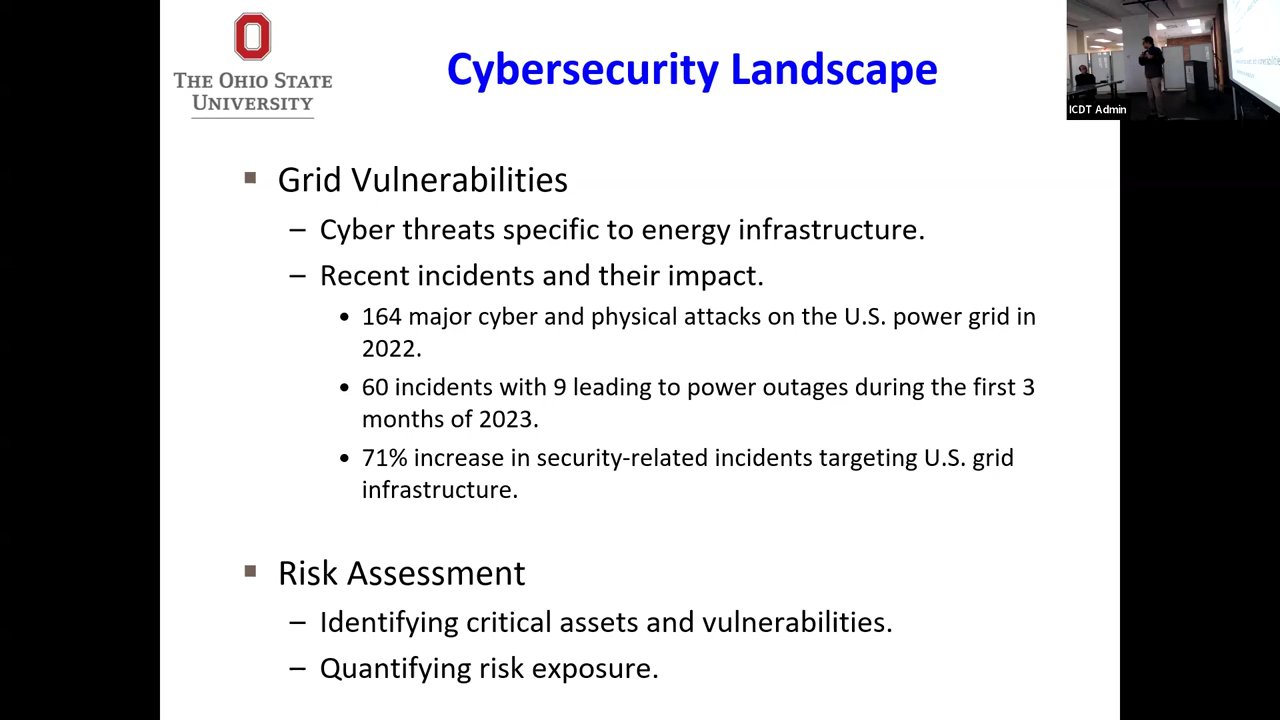 THE OHIO STATE
UNIVERSITY
Cybersecurity Landscape
ICDT Admin
▪ Grid Vulnerabilities
– Cyber threats specific to energy infrastructure.
– Recent incidents and their impact.
• 164 major cyber and physical attacks on the U.S. power grid in
2022.
• 60 incidents with 9 leading to power outages during the first 3
months of 2023.
• 71% increase in security-related incidents targeting U.S. grid
infrastructure.
▪ Risk Assessment
– Identifying critical assets and vulnerabilities.
– Quantifying risk exposure.